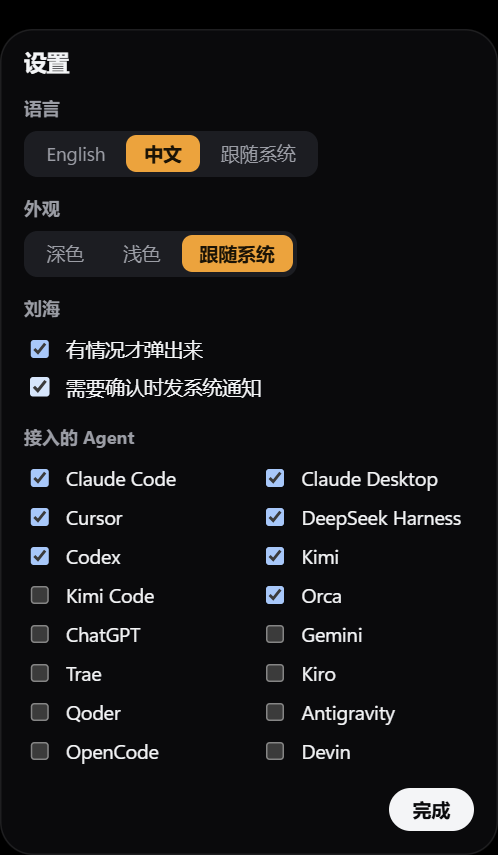 设置
语言
English 中文 跟随系统
外观
深色 浅色 跟随系统
刘海
有情况才弹出来
需要确认时发系统通知
接入的 Agent
Claude Code Claude Desktop
Cursor DeepSeek Harness
Codex Kimi
Kimi Code Orca
ChatGPT Gemini
Trae Kiro
Qoder Antigravity
OpenCode Devin
完成